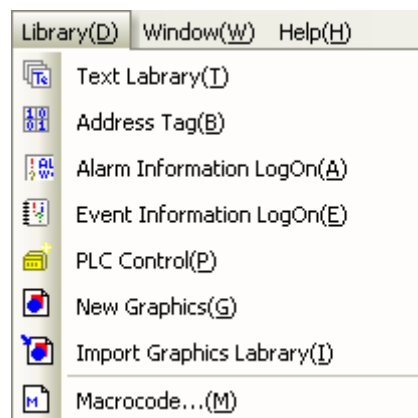 Library(D) Window(W) Help(H)
Text Labrary(T)
Address Tag(B)
Alarm Information LogOn(A)
Event Information LogOn(E)
PLC Control(P)
New Graphics(G)
Import Graphics Library(I)
Macrocode...(M)